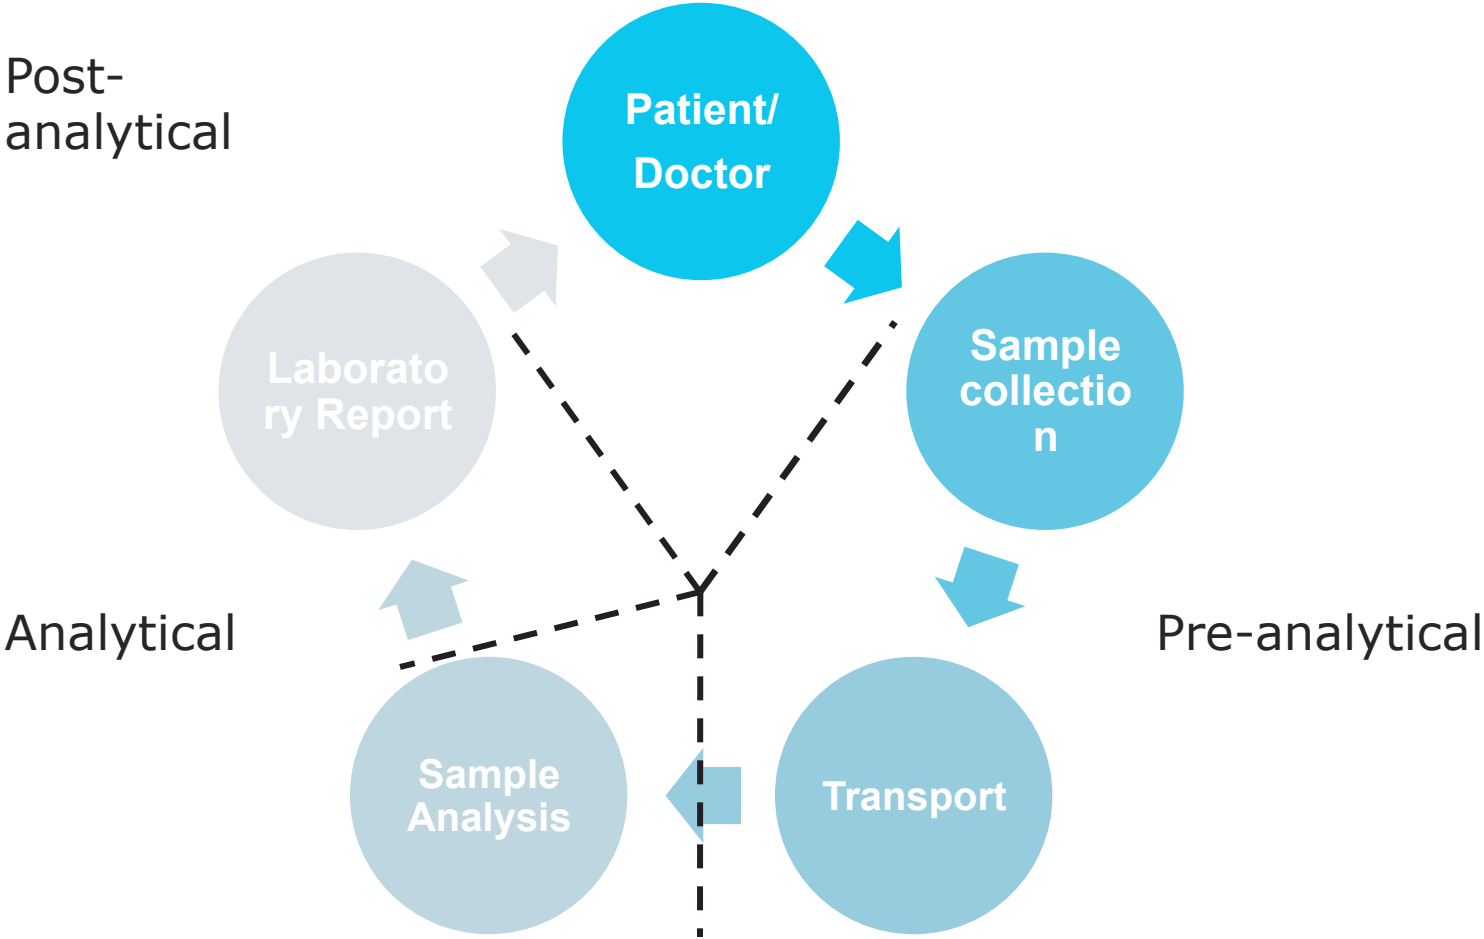 Post-
analytical
Patient/
Doctor
Laborato
ry Report
Sample
collectio
n
Analytical
Pre-analytical
Sample
Analysis
Transport